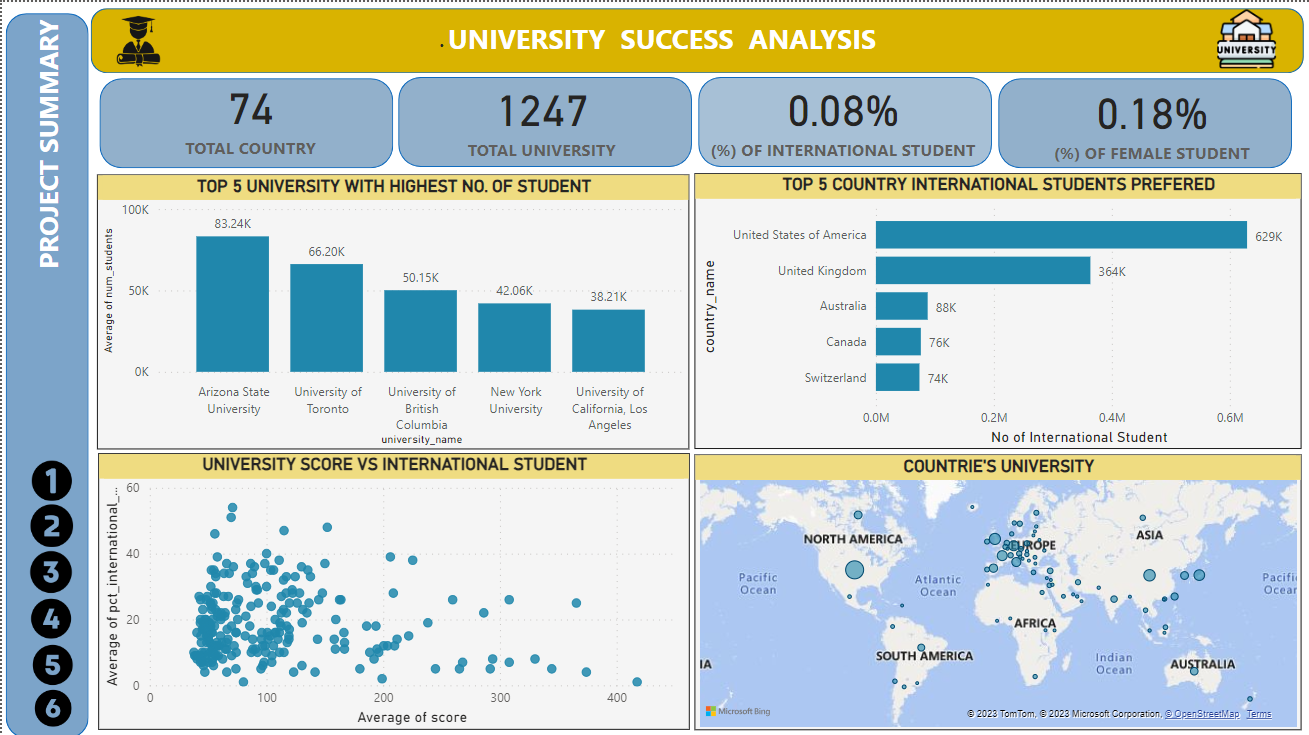 PROJECT SUMMARY
1
2
3
4
5
6
.UNIVERSITY SUCCESS ANALYSIS
UNIVERSITY
74
TOTAL COUNTRY
1247
TOTAL UNIVERSITY
0.08%
(%) OF INTERNATIONAL STUDENT
0.18%
(%) OF FEMALE STUDENT
TOP 5 UNIVERSITY WITH HIGHEST NO. OF STUDENT
Average of num_students
100K
50K
0K
83.24K
66.20K
50.15K
42.06K
38.21K
Arizona State
University
University of
Toronto
University of
British
Columbia
New York
University
University of
California, Los
Angeles
university_name
TOP 5 COUNTRY INTERNATIONAL STUDENTS PREFERED
country_name
United States of America
629K
United Kingdom
364K
Australia
88K
Canada
76K
Switzerland
74K
0.0M
0.2M
0.4M
0.6M
No of International Student
UNIVERSITY SCORE VS INTERNATIONAL STUDENT
Average of pct_international_...
60
40
20
0
0
100
200
300
400
Average of score
COUNTRIE'S UNIVERSITY
NORTH AMERICA
EUROPE
ASIA
Pacific
Ocean
Atlantic
Ocean
Pacifi
Ocean
AFRICA
SOUTH AMERICA
Indian
Ocean
IA
AUSTRALIA
Microsoft Bing
© 2023 TomTom, © 2023 Microsoft Corporation, © OpenStreetMap Terms